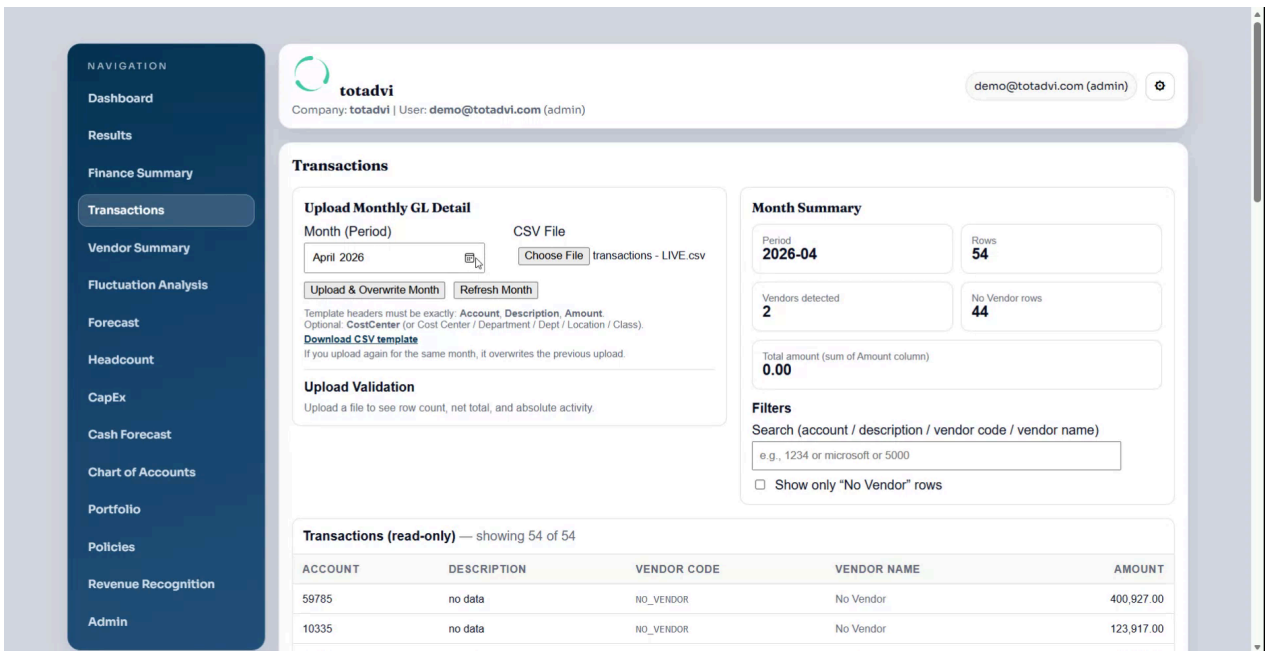 NAVIGATION
Dashboard
Results
Finance Summary
Transactions
Vendor Summary
Fluctuation Analysis
Forecast
Headcount
CapEx
Cash Forecast
Chart of Accounts
Portfolio
Policies
Revenue Recognition
Admin
totadvi
Company: totadvi | User: demo@totadvi.com (admin)
demo@totadvi.com (admin)
Transactions
Upload Monthly GL Detail
Month (Period) CSV File
April 2026 Choose File transactions - LIVE.csv
Upload & Overwrite Month Refresh Month
Template headers must be exactly: Account, Description, Amount.
Optional: CostCenter (or Cost Center / Department / Dept / Location / Class).
Download CSV template
If you upload again for the same month, it overwrites the previous upload.
Upload Validation
Upload a file to see row count, net total, and absolute activity.
Month Summary
Period
2026-04
Rows
54
Vendors detected
2
No Vendor rows
44
Total amount (sum of Amount column)
0.00
Filters
Search (account / description / vendor code / vendor name)
e.g., 1234 or microsoft or 5000
Show only “No Vendor” rows
Transactions (read-only) — showing 54 of 54
ACCOUNT DESCRIPTION VENDOR CODE VENDOR NAME AMOUNT
59785 no data NO_VENDOR No Vendor 400,927.00
10335 no data NO_VENDOR No Vendor 123,917.00